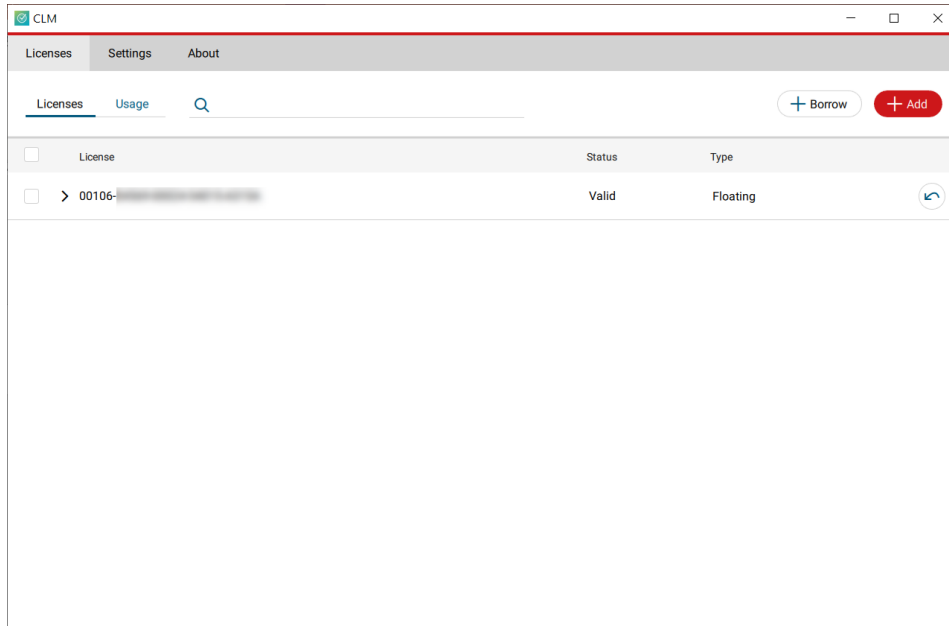 CLM
Licenses Settings About
Licenses Usage Borrow Add
License Status Type
00106- Valid Floating